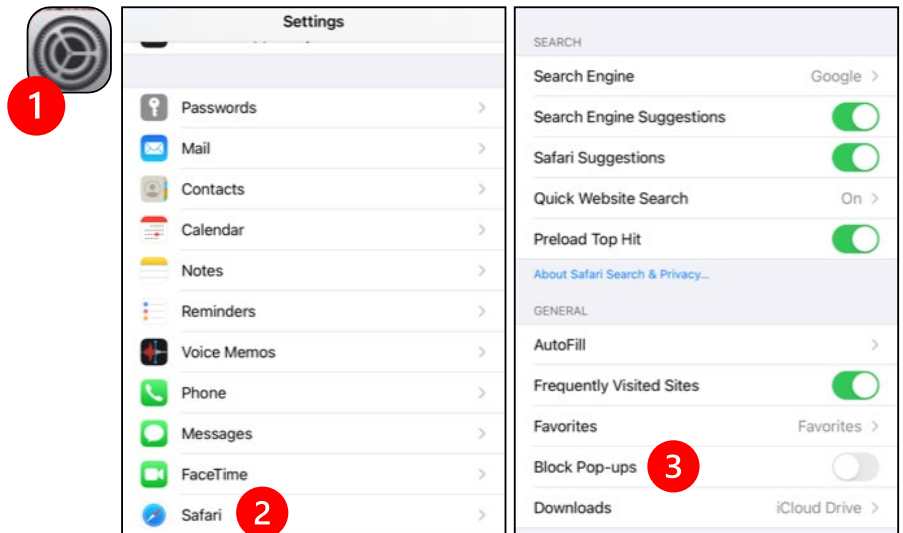 1
Settings
Passwords
Mail
Contacts
Calendar
Notes
Reminders
Voice Memos
Phone
Messages
FaceTime
Safari 2
SEARCH
Search Engine Google >
Search Engine Suggestions
Safari Suggestions
Quick Website Search On >
Preload Top Hit
About Safari Search & Privacy...
GENERAL
AutoFill
Frequently Visited Sites
Favorites Favorites >
Block Pop-ups 3
Downloads iCloud Drive >